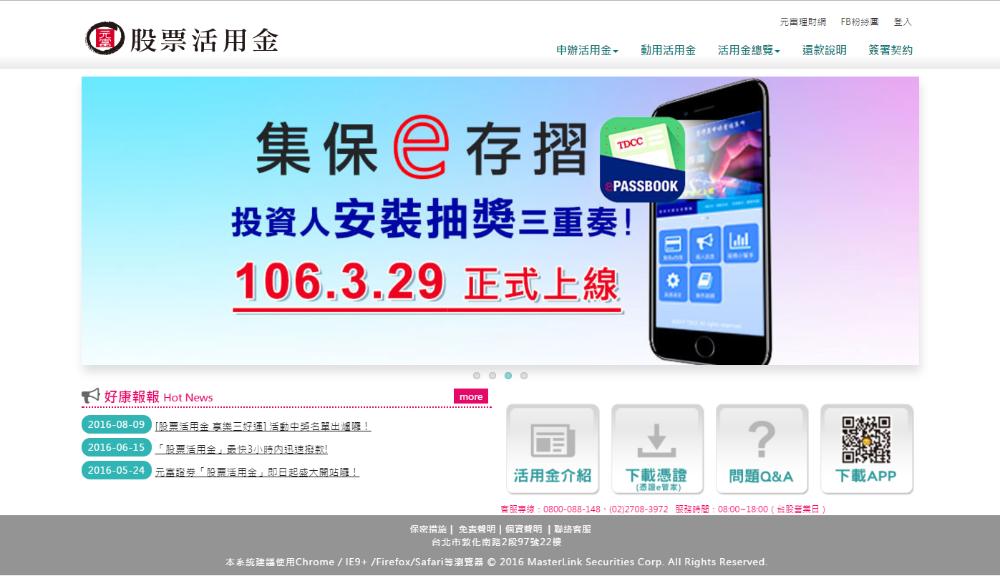 元富理財網 FB粉絲團 登入
元富 股票活用金
申辦活用金 動用活用金 活用金總覽 還款說明 簽署契約
集保e存摺
TDCC
ePASSBOOK
投資人安裝抽獎三重奏!
106.3.29 正式上線
好康報報 Hot News more
2016-08-09 [股票活用金 享樂三好運] 活動中獎名單出爐囉！
2016-06-15 「股票活用金」最快3小時內迅速撥款!
2016-05-24 元富證券「股票活用金」即日起盛大開站囉！
活用金介紹
下載憑證
(憑證e管家)
問題Q&A
下載APP
客服專線：0800-088-148、(02)2708-3972 服務時間：08:00~18:00 ( 台股營業日 )
保密措施 | 免責聲明 | 個資聲明 | 聯絡客服
台北市敦化南路2段97號22樓
本系統建議使用Chrome / IE9+ /Firefox/Safari等瀏覽器 © 2016 MasterLink Securities Corp. All Rights Reserved.